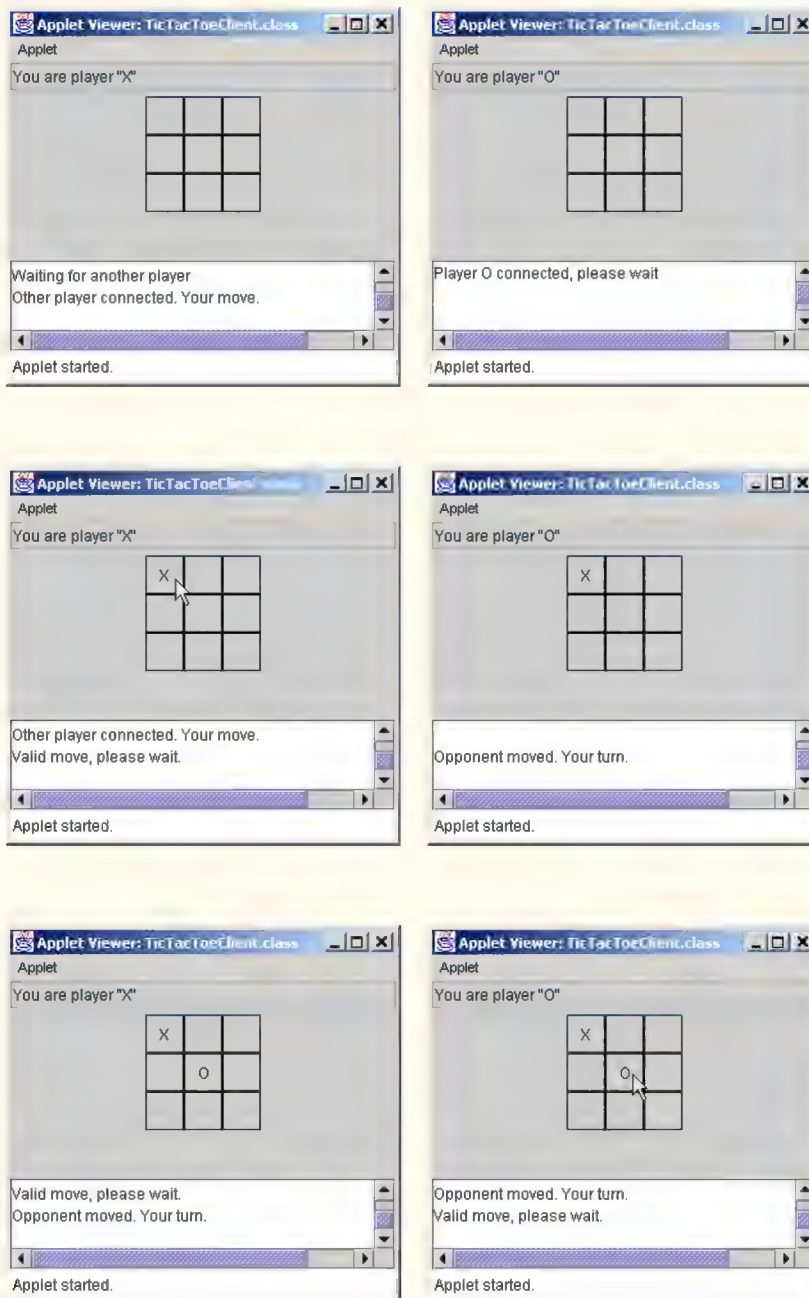 Applet Viewer: TicTacToeClient.class
Applet
You are player "X"
Waiting for another player
Other player connected. Your move.
Applet started.
Applet Viewer: TicTacToeClient.class
Applet
You are player "O"
Player O connected, please wait
Applet started.
Applet Viewer: TicTacToeClient
Applet
You are player "X"
X
Other player connected. Your move.
Valid move, please wait.
Applet started.
Applet Viewer: TicTacToeClient.class
Applet
You are player "O"
X
Opponent moved. Your turn.
Applet started.
Applet Viewer: TicTacToeClient.class
Applet
You are player "X"
X
O
Valid move, please wait.
Opponent moved. Your turn.
Applet started.
Applet Viewer: TicTacToeClient.class
Applet
You are player "O"
X
O
Opponent moved. Your turn.
Valid move, please wait.
Applet started.